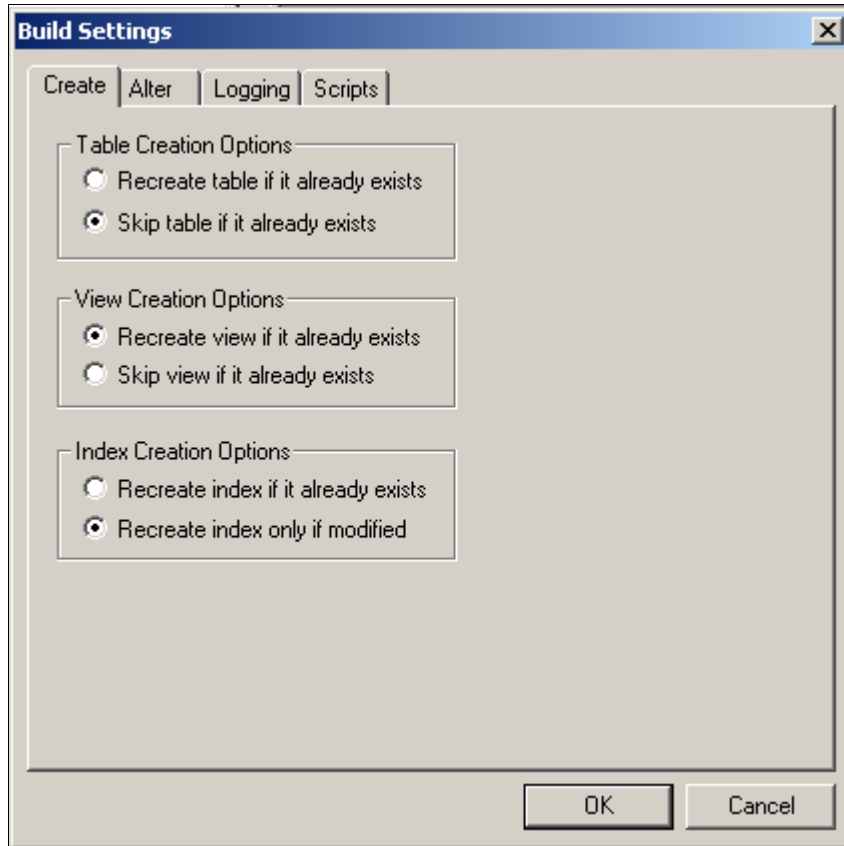 Build Settings
Create Alter Logging Scripts
Table Creation Options
Recreate table if it already exists
Skip table if it already exists
View Creation Options
Recreate view if it already exists
Skip view if it already exists
Index Creation Options
Recreate index if it already exists
Recreate index only if modified
OK Cancel